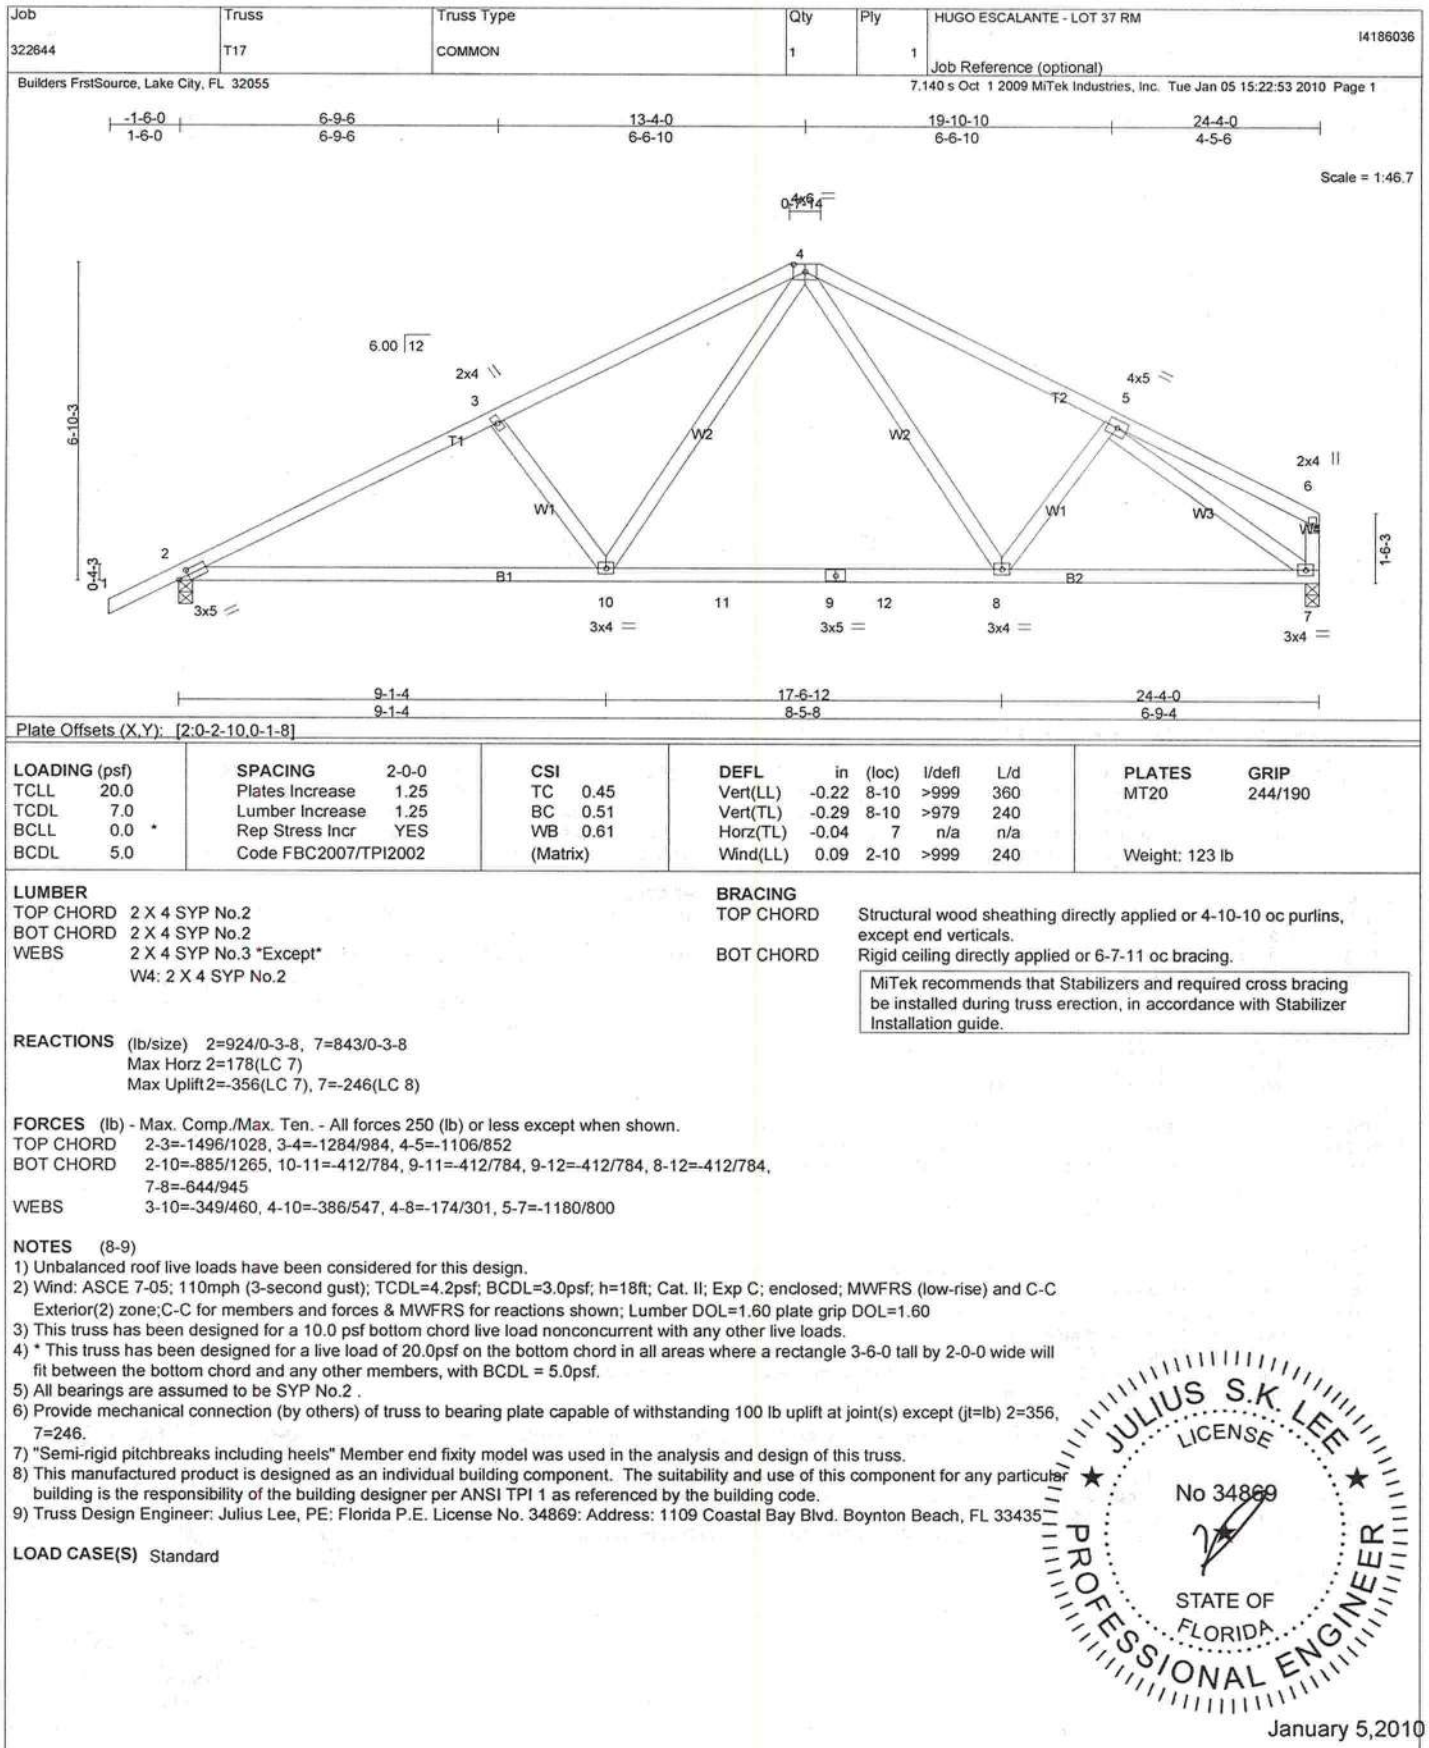 Job Truss Truss Type Qty Ply HUGO ESCALANTE - LOT 37 RM
322644 T17 COMMON 1 1 I4186036
Job Reference (optional)
Builders FrstSource, Lake City, FL 32055 7.140 s Oct 1 2009 MiTek Industries, Inc. Tue Jan 05 15:22:53 2010 Page 1
-1-6-0 6-9-6 13-4-0 19-10-10 24-4-0
1-6-0 6-9-6 6-6-10 6-6-10 4-5-6
Scale = 1:46.7
4x6 =
0-7-14
4
6.00 12
2x4 \\
3
4x5
5
T2
6-10-3
T1
W2 W2
2x4 ||
6
W1 W1 W3
W4
2
0-4-3
1
1-6-3
B1 B2
3x5
10 11 9 12 8
7
3x4 = 3x5 = 3x4 =
3x4 =
9-1-4 17-6-12 24-4-0
9-1-4 8-5-8 6-9-4
Plate Offsets (X,Y): [2:0-2-10,0-1-8]
LOADING (psf) SPACING 2-0-0 CSI DEFL in (loc) l/defl L/d PLATES GRIP
TCLL 20.0 Plates Increase 1.25 TC 0.45 Vert(LL) -0.22 8-10 >999 360 MT20 244/190
TCDL 7.0 Lumber Increase 1.25 BC 0.51 Vert(TL) -0.29 8-10 >979 240
BCLL 0.0 * Rep Stress Incr YES WB 0.61 Horz(TL) -0.04 7 n/a n/a
BCDL 5.0 Code FBC2007/TPI2002 (Matrix) Wind(LL) 0.09 2-10 >999 240 Weight: 123 lb
LUMBER
TOP CHORD 2 X 4 SYP No.2
BOT CHORD 2 X 4 SYP No.2
WEBS 2 X 4 SYP No.3 *Except*
W4: 2 X 4 SYP No.2
BRACING
TOP CHORD Structural wood sheathing directly applied or 4-10-10 oc purlins,
except end verticals.
BOT CHORD Rigid ceiling directly applied or 6-7-11 oc bracing.
MiTek recommends that Stabilizers and required cross bracing
be installed during truss erection, in accordance with Stabilizer
Installation guide.
REACTIONS (lb/size) 2=924/0-3-8, 7=843/0-3-8
Max Horz 2=178(LC 7)
Max Uplift2=-356(LC 7), 7=-246(LC 8)
FORCES (lb) - Max. Comp./Max. Ten. - All forces 250 (lb) or less except when shown.
TOP CHORD 2-3=-1496/1028, 3-4=-1284/984, 4-5=-1106/852
BOT CHORD 2-10=-885/1265, 10-11=-412/784, 9-11=-412/784, 9-12=-412/784, 8-12=-412/784,
7-8=-644/945
WEBS 3-10=-349/460, 4-10=-386/547, 4-8=-174/301, 5-7=-1180/800
NOTES (8-9)
1) Unbalanced roof live loads have been considered for this design.
2) Wind: ASCE 7-05; 110mph (3-second gust); TCDL=4.2psf; BCDL=3.0psf; h=18ft; Cat. II; Exp C; enclosed; MWFRS (low-rise) and C-C
Exterior(2) zone;C-C for members and forces & MWFRS for reactions shown; Lumber DOL=1.60 plate grip DOL=1.60
3) This truss has been designed for a 10.0 psf bottom chord live load nonconcurrent with any other live loads.
4) * This truss has been designed for a live load of 20.0psf on the bottom chord in all areas where a rectangle 3-6-0 tall by 2-0-0 wide will
fit between the bottom chord and any other members, with BCDL = 5.0psf.
5) All bearings are assumed to be SYP No.2 .
6) Provide mechanical connection (by others) of truss to bearing plate capable of withstanding 100 lb uplift at joint(s) except (jt=lb) 2=356,
7=246.
7) "Semi-rigid pitchbreaks including heels" Member end fixity model was used in the analysis and design of this truss.
8) This manufactured product is designed as an individual building component. The suitability and use of this component for any particular
building is the responsibility of the building designer per ANSI TPI 1 as referenced by the building code.
9) Truss Design Engineer: Julius Lee, PE: Florida P.E. License No. 34869: Address: 1109 Coastal Bay Blvd. Boynton Beach, FL 33435
LOAD CASE(S) Standard
JULIUS S.K. LEE
LICENSE
No 34869
STATE OF
FLORIDA
PROFESSIONAL ENGINEER
January 5,2010